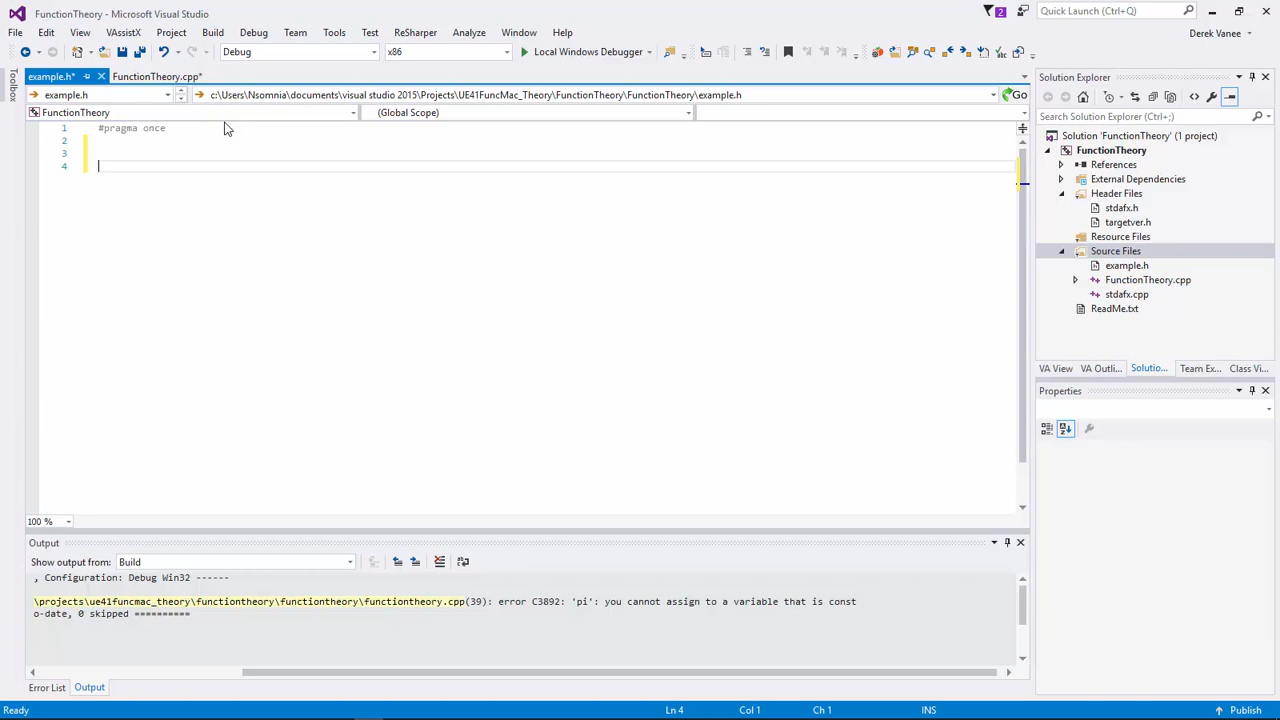 FunctionTheory - Microsoft Visual Studio
2
Quick Launch (Ctrl+Q)
File Edit View VAssistX Project Build Debug Team Tools Test ReSharper Analyze Window Help
Derek Vanee
Debug x86 Local Windows Debugger
Toolbox
example.h* FunctionTheory.cpp*
example.h c:\Users\Nsomnia\documents\visual studio 2015\Projects\UE41FuncMac_Theory\FunctionTheory\FunctionTheory\example.h Go
FunctionTheory (Global Scope)
1 #pragma once
2
3
4
100 %
Solution Explorer
Search Solution Explorer (Ctrl+;)
Solution 'FunctionTheory' (1 project)
FunctionTheory
References
External Dependencies
Header Files
stdafx.h
targetver.h
Resource Files
Source Files
example.h
FunctionTheory.cpp
stdafx.cpp
ReadMe.txt
VA View VA Outli... Solutio... Team Ex... Class Vi...
Properties
Output
Show output from: Build
, Configuration: Debug Win32 ------
\projects\ue41funcmac_theory\functiontheory\functiontheory\functiontheory.cpp(39): error C3892: 'pi': you cannot assign to a variable that is const
o-date, 0 skipped ==========
Error List Output
Ready Ln 4 Col 1 Ch 1 INS Publish